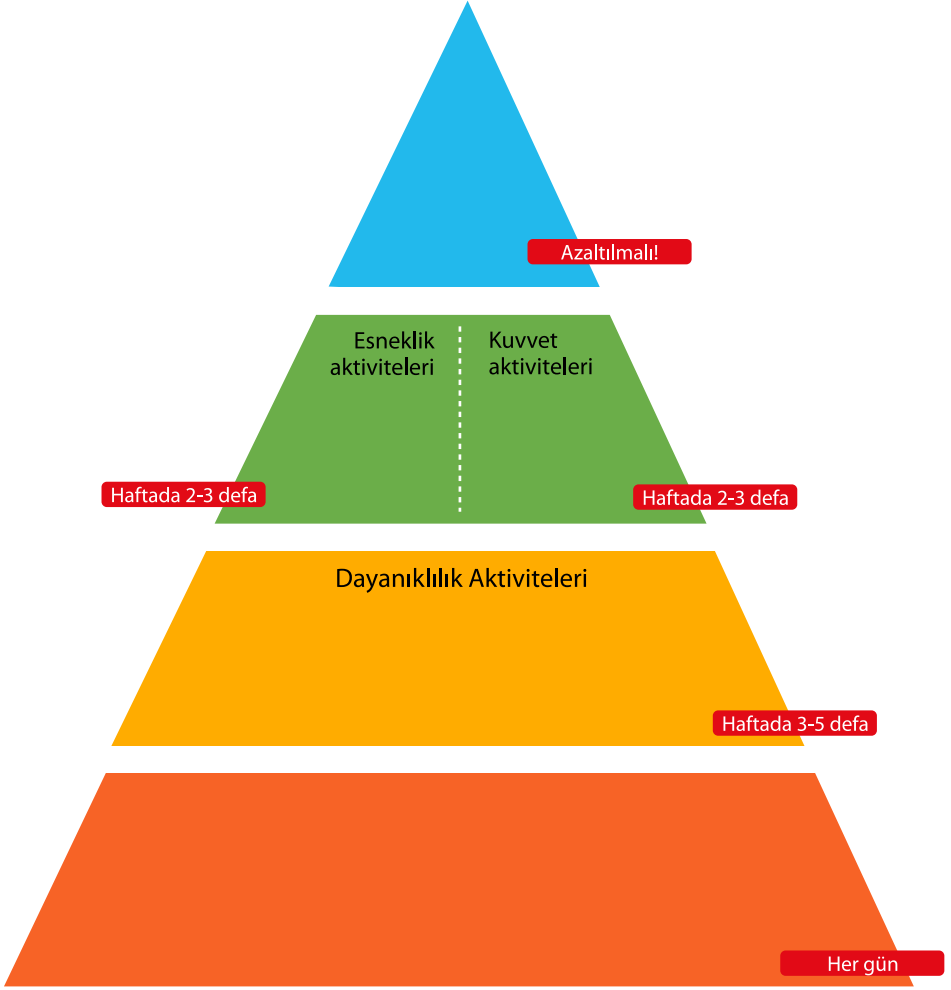 Azaltılmalı!
Esneklik
aktiviteleri
Kuvvet
aktiviteleri
Haftada 2-3 defa
Haftada 2-3 defa
Dayanıklılık Aktiviteleri
Haftada 3-5 defa
Her gün